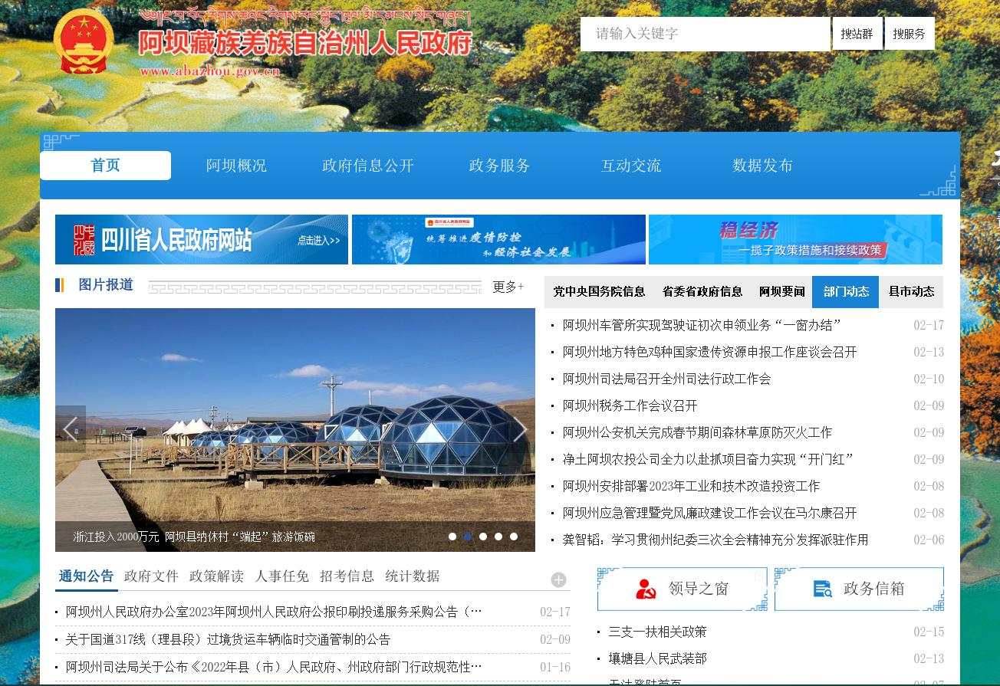 阿坝藏族羌族自治州人民政府
www.abazhou.gov.cn
请输入关键字
搜站群
搜服务
首页
阿坝概况
政府信息公开
政务服务
互动交流
数据发布
四川省人民政府网站
点击进入>>
统筹推进疫情防控
和经济社会发展
稳经济
一揽子政策措施和接续政策
图片报道
更多+
党中央国务院信息
省委省政府信息
阿坝要闻
部门动态
县市动态
阿坝州车管所实现驾驶证初次申领业务“一窗办结” 02-17
阿坝州地方特色鸡种国家遗传资源申报工作座谈会召开 02-13
阿坝州司法局召开全州司法行政工作会 02-10
阿坝州税务工作会议召开 02-09
阿坝州公安机关完成春节期间森林草原防灭火工作 02-09
净土阿坝农投公司全力以赴抓项目奋力实现“开门红” 02-09
阿坝州安排部署2023年工业和技术改造投资工作 02-08
阿坝州应急管理暨党风廉政建设工作会议在马尔康召开 02-08
龚智韬：学习贯彻州纪委三次全会精神充分发挥派驻作用 02-06
浙江投入2000万元 阿坝县纳休村“端起”旅游饭碗
通知公告
政府文件
政策解读
人事任免
招考信息
统计数据
阿坝州人民政府办公室2023年阿坝州人民政府公报印刷投递服务采购公告（… 02-17
关于国道317线（理县段）过境货运车辆临时交通管制的公告 02-09
阿坝州司法局关于公布《2022年县（市）人民政府、州政府部门行政规范性… 01-16
领导之窗
政务信箱
三支一扶相关政策 02-15
壤塘县人民武装部 02-13
无法登陆首页 02-07